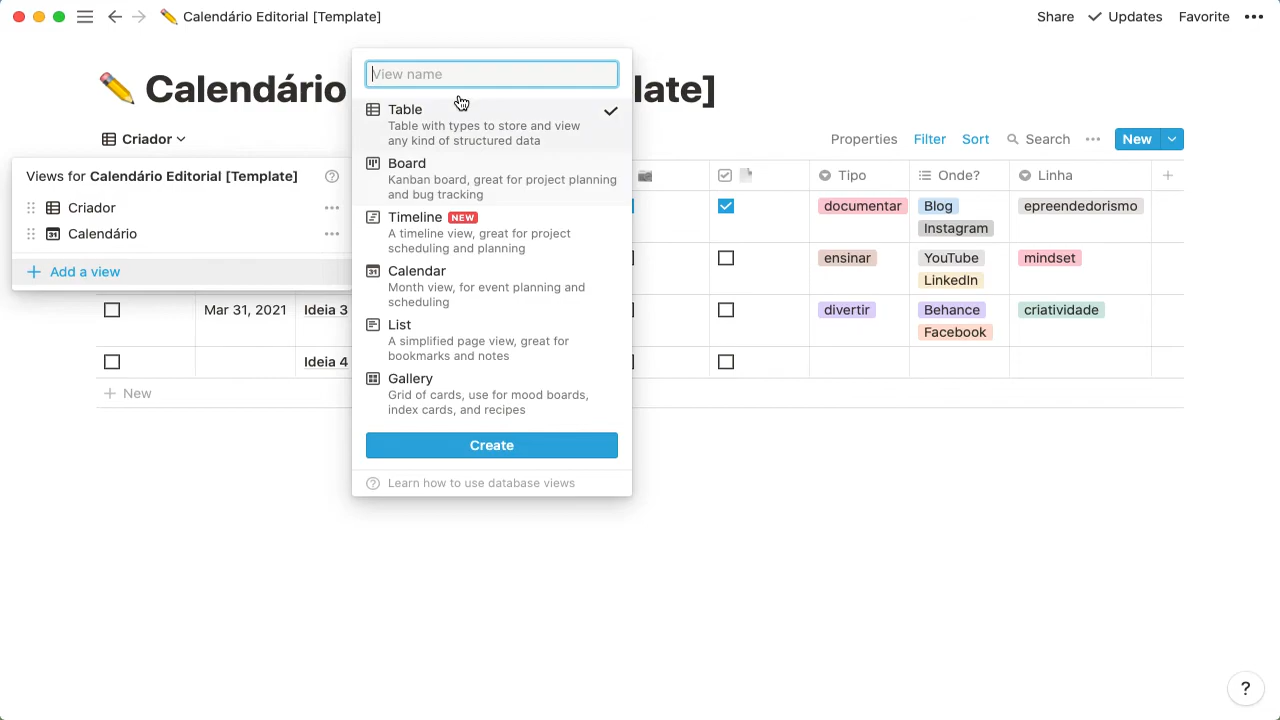 Calendário Editorial [Template]
Share
Updates
Favorite
Calendário
late]
Criador
Properties
Filter
Sort
Search
New
View name
Table
Table with types to store and view
any kind of structured data
Board
Kanban board, great for project planning
and bug tracking
Timeline NEW
A timeline view, great for project
scheduling and planning
Calendar
Month view, for event planning and
scheduling
List
A simplified page view, great for
bookmarks and notes
Gallery
Grid of cards, use for mood boards,
index cards, and recipes
Create
Learn how to use database views
Views for Calendário Editorial [Template]
Criador
31 Calendário
Add a view
Tipo
Onde?
Linha
documentar
Blog
Instagram
epreendedorismo
ensinar
YouTube
LinkedIn
mindset
Mar 31, 2021
Ideia 3
divertir
Behance
Facebook
criatividade
Ideia 4
New
?